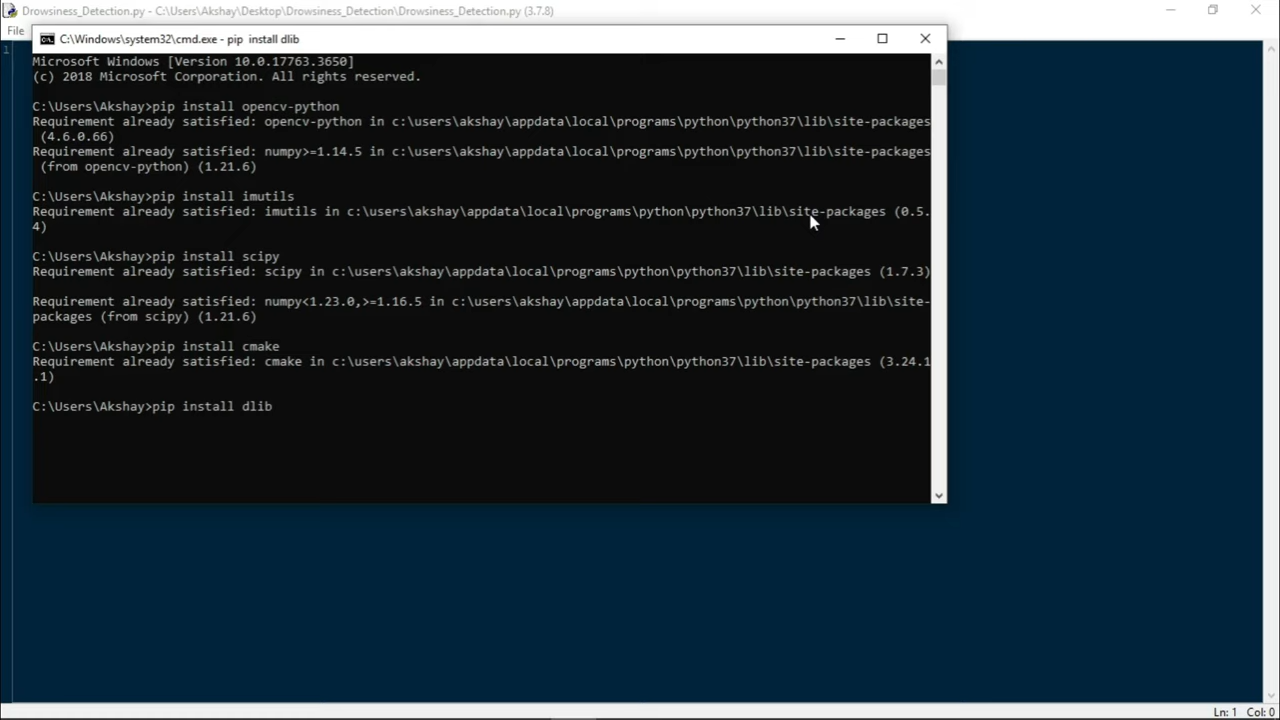 Drowsiness_Detection.py - C:\Users\Akshay\Desktop\Drowsiness_Detection\Drowsiness_Detection.py (3.7.8)
File
C:\Windows\system32\cmd.exe - pip  install dlib
1
Microsoft Windows [Version 10.0.17763.3650]
(c) 2018 Microsoft Corporation. All rights reserved.
C:\Users\Akshay>pip install opencv-python
Requirement already satisfied: opencv-python in c:\users\akshay\appdata\local\programs\python\python37\lib\site-packages
(4.6.0.66)
Requirement already satisfied: numpy>=1.14.5 in c:\users\akshay\appdata\local\programs\python\python37\lib\site-packages
(from opencv-python) (1.21.6)
C:\Users\Akshay>pip install imutils
Requirement already satisfied: imutils in c:\users\akshay\appdata\local\programs\python\python37\lib\site-packages (0.5.
4)
C:\Users\Akshay>pip install scipy
Requirement already satisfied: scipy in c:\users\akshay\appdata\local\programs\python\python37\lib\site-packages (1.7.3)
Requirement already satisfied: numpy<1.23.0,>=1.16.5 in c:\users\akshay\appdata\local\programs\python\python37\lib\site-
packages (from scipy) (1.21.6)
C:\Users\Akshay>pip install cmake
Requirement already satisfied: cmake in c:\users\akshay\appdata\local\programs\python\python37\lib\site-packages (3.24.1
.1)
C:\Users\Akshay>pip install dlib
Ln: 1 Col: 0